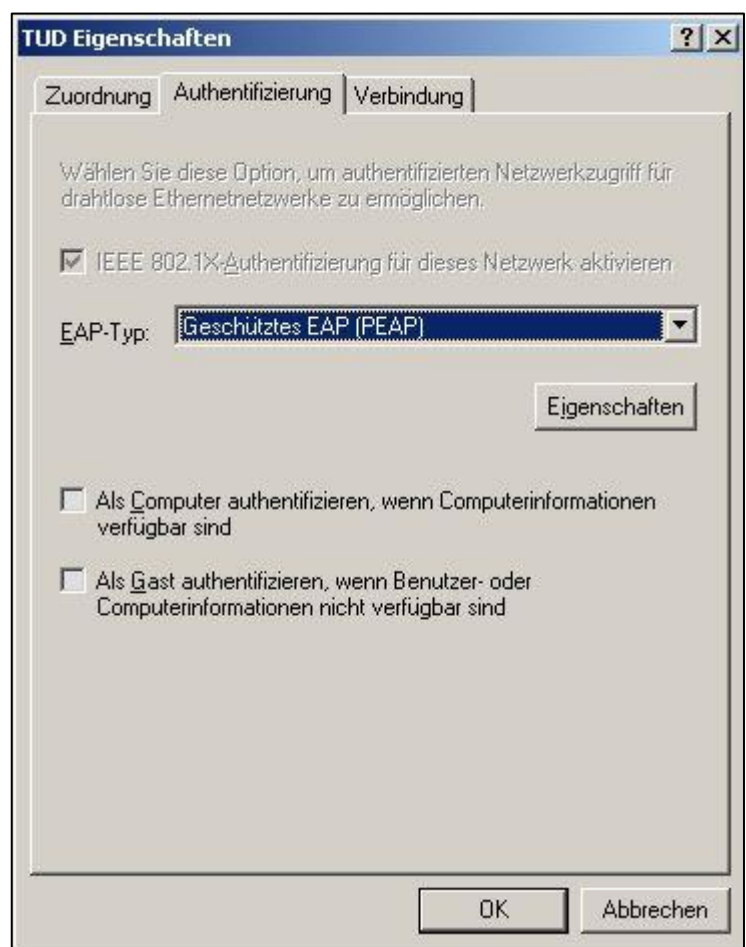 TUD Eigenschaften
Zuordnung
Authentifizierung
Verbindung
Wählen Sie diese Option, um authentifizierten Netzwerkzugriff für
drahtlose Ethernetnetzwerke zu ermöglichen.
IEEE 802.1X-Authentifizierung für dieses Netzwerk aktivieren
EAP-Typ:
Geschütztes EAP (PEAP)
Eigenschaften
Als Computer authentifizieren, wenn Computerinformationen
verfügbar sind
Als Gast authentifizieren, wenn Benutzer- oder
Computerinformationen nicht verfügbar sind
OK
Abbrechen